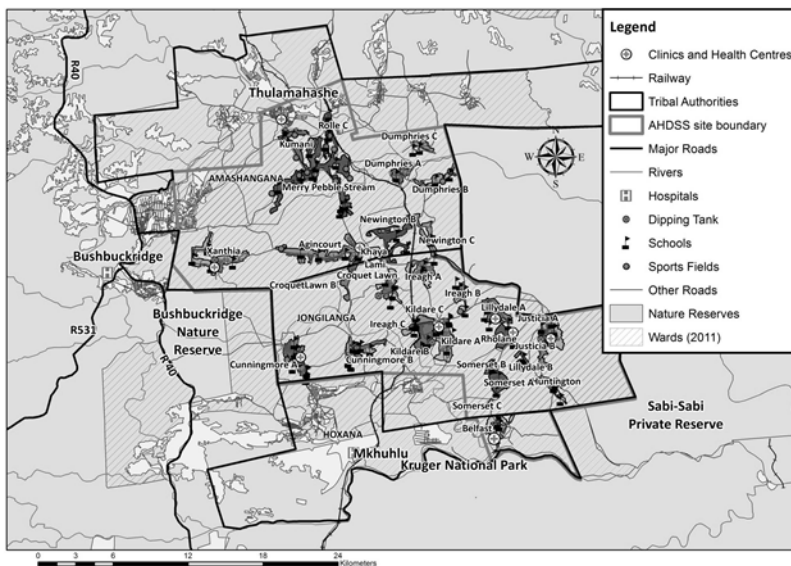 Legend
Clinics and Health Centres
Railway
Tribal Authorities
AHDSS site boundary
Major Roads
Rivers
Hospitals
Dipping Tank
Schools
Sports Fields
Other Roads
Nature Reserves
Wards (2011)
N
W E
S
R40
Thulamahashe
Rolle C
Kumani
Dumphries C
Dumphries A
AMASHANGANA
Merry Pebble Stream
Dumphries B
Newington B
Newington C
Xanthia
Agincourt
Khaya
Lami
Bushbuckridge
Croquet Lawn
Ireagh A
CroquetLawn B
Ireagh B
Bushbuckridge
Nature
Reserve
JONGILANGA
Kildare C
Lillydale A
Justicia A
R531
Ireagh C
Rholane
Kildare A
Justicia B
Kildare B
R 40
Cunningmore A
Cunningmore B
Somerset B
Lillydale B
Somerset A
Huntington
Somerset C
Sabi-Sabi
Private Reserve
HOXANA
Belfast
Mkhuhlu
Kruger National Park
0 3 6 12 18 24
Kilometers